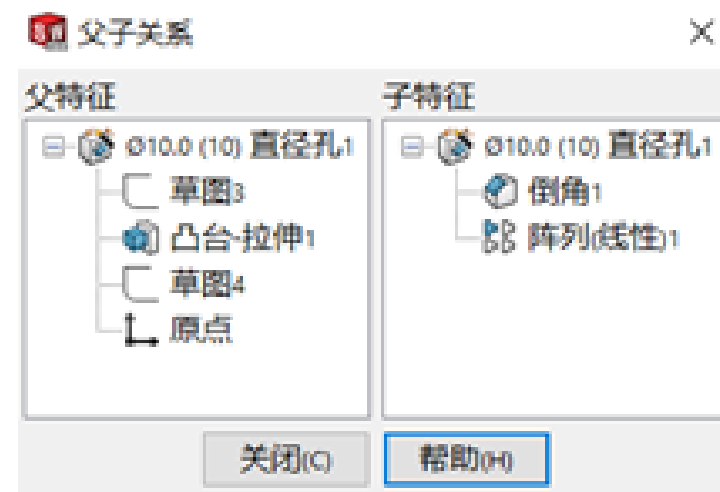 父子关系
父特征
子特征
Ø10.0 (10) 直径孔1
草图3
凸台-拉伸1
草图4
原点
Ø10.0 (10) 直径孔1
倒角1
阵列(线性)1
关闭(C)
帮助(H)